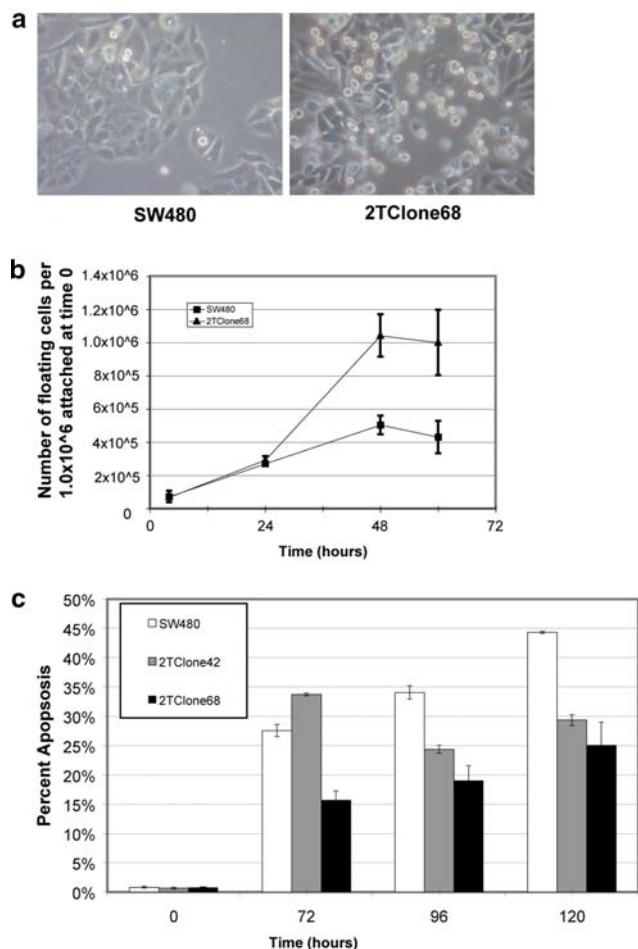 a
SW480
2TClone68
b
Number of floating cells per
1.0x10^6 attached at time 0
1.4x10^6
1.2x10^6
1.0x10^6
8x10^5
6x10^5
4x10^5
2x10^5
0
SW480
2TClone68
0
24
48
72
Time (hours)
c
Percent Apopsosis
50%
45%
40%
35%
30%
25%
20%
15%
10%
5%
0%
SW480
2TClone42
2TClone68
0
72
96
120
Time (hours)